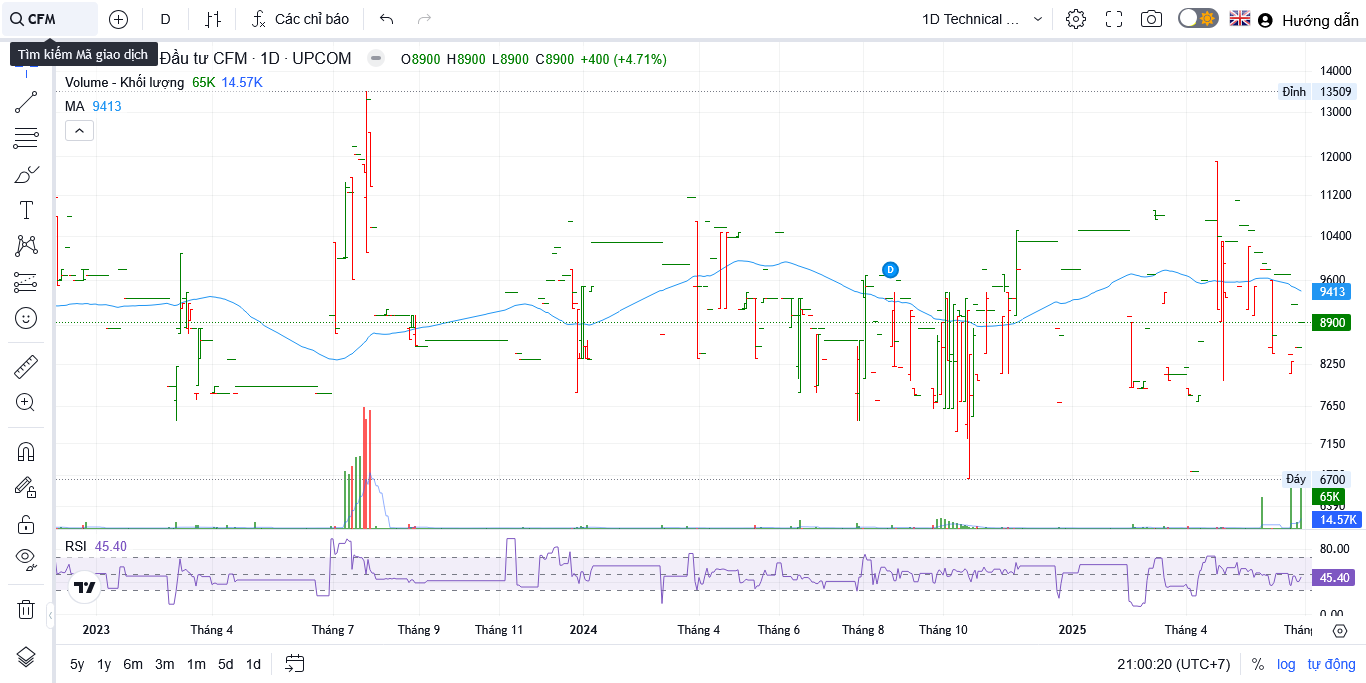 CFM
D
Các chỉ báo
1D Technical ...
Hướng dẫn
Tìm kiếm Mã giao dịch
Đầu tư CFM · 1D · UPCOM
O8900 H8900 L8900 C8900 +400 (+4.71%)
Volume - Khối lượng 65K 14.57K
MA 9413
14000
Đỉnh 13509
13000
12000
11200
10400
9600
9413
8900
8250
7650
7150
Đáy 6700
65K
6390
14.57K
D
RSI 45.40
80.00
45.40
0.00
2023 Tháng 4 Tháng 7 Tháng 9 Tháng 11 2024 Tháng 4 Tháng 6 Tháng 8 Tháng 10 2025 Tháng 4 Tháng
5y 1y 6m 3m 1m 5d 1d
21:00:20 (UTC+7) % log tự động